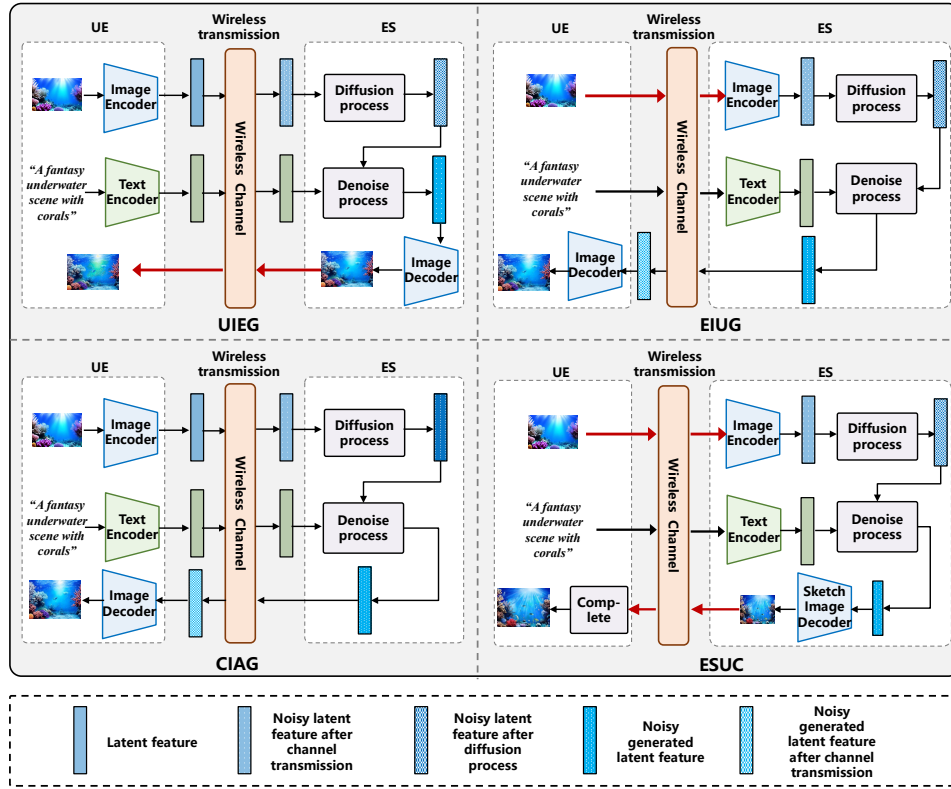 UE
Wireless
transmission
ES
Image
Encoder
Diffusion
process
"A fantasy
underwater
scene with
corals"
Text
Encoder
Wireless Channel
Denoise
process
Image
Decoder
UIEG
UE
Wireless
transmission
ES
Image
Encoder
Diffusion
process
"A fantasy
underwater
scene with
corals"
Wireless Channel
Text
Encoder
Denoise
process
Image
Decoder
EIUG
UE
Wireless
transmission
ES
Image
Encoder
Diffusion
process
"A fantasy
underwater
scene with
corals"
Text
Encoder
Wireless Channel
Denoise
process
Image
Decoder
CIAG
UE
Wireless
transmission
ES
Image
Encoder
Diffusion
process
"A fantasy
underwater
scene with
corals"
Wireless Channel
Text
Encoder
Denoise
process
Comp-
lete
Sketch
Image
Decoder
ESUC
Latent feature
Noisy latent
feature after
channel
transmission
Noisy latent
feature after
diffusion
process
Noisy
generated
latent feature
Noisy
generated
latent feature
after channel
transmission